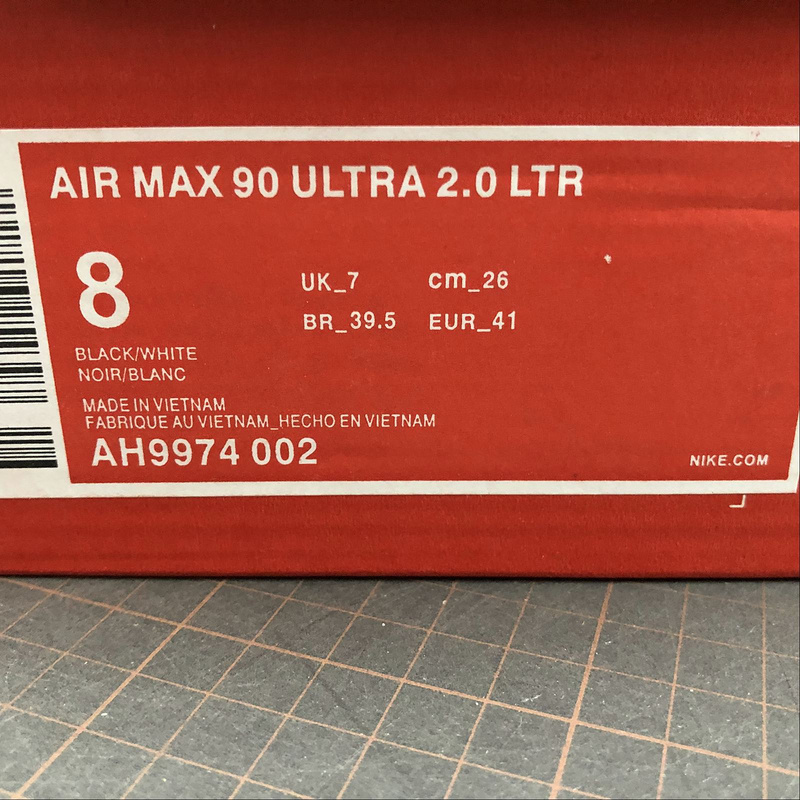 AIR MAX 90 ULTRA 2.0 LTR
8
UK_7 cm_26
BR_39.5 EUR_41
BLACK/WHITE
NOIR/BLANC
MADE IN VIETNAM
FABRIQUE AU VIETNAM_HECHO EN VIETNAM
AH9974 002
NIKE.COM